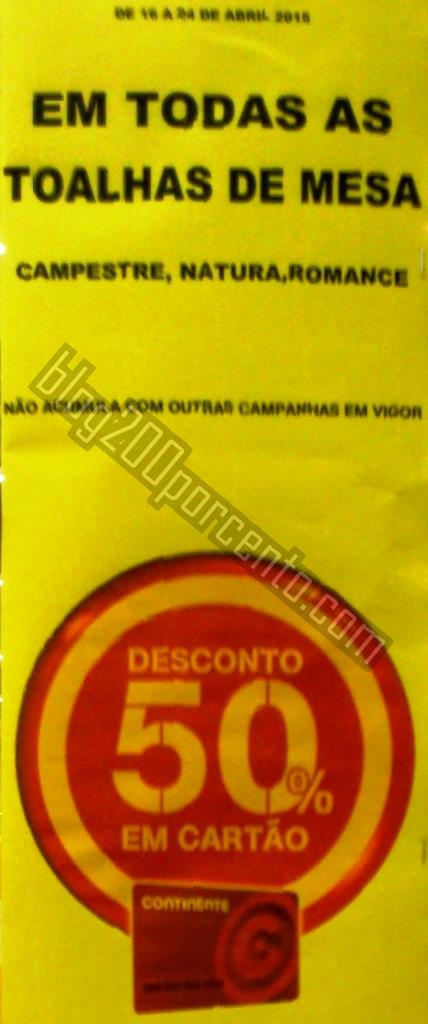 DE 16 A 24 DE ABRIL 2015
EM TODAS AS
TOALHAS DE MESA
CAMPESTRE, NATURA,ROMANCE
NÃO ACUMULA COM OUTRAS CAMPANHAS EM VIGOR
blog200porcento.com
DESCONTO
50%
EM CARTÃO
CONTINENTE